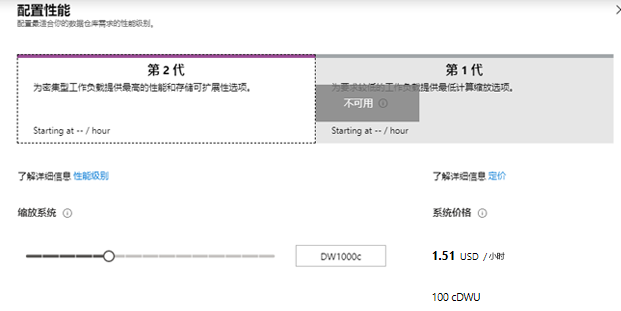 配置性能
配置最适合你的数据仓库需求的性能级别。
第 2 代
为密集型工作负载提供最高的性能和存储可扩展性选项。
Starting at -- / hour
第 1 代
为要求较低的工作负载提供最低计算缩放选项。
不可用
Starting at -- / hour
了解详细信息 性能级别
了解详细信息 定价
缩放系统
系统价格
DW1000c
1.51 USD / 小时
100 cDWU